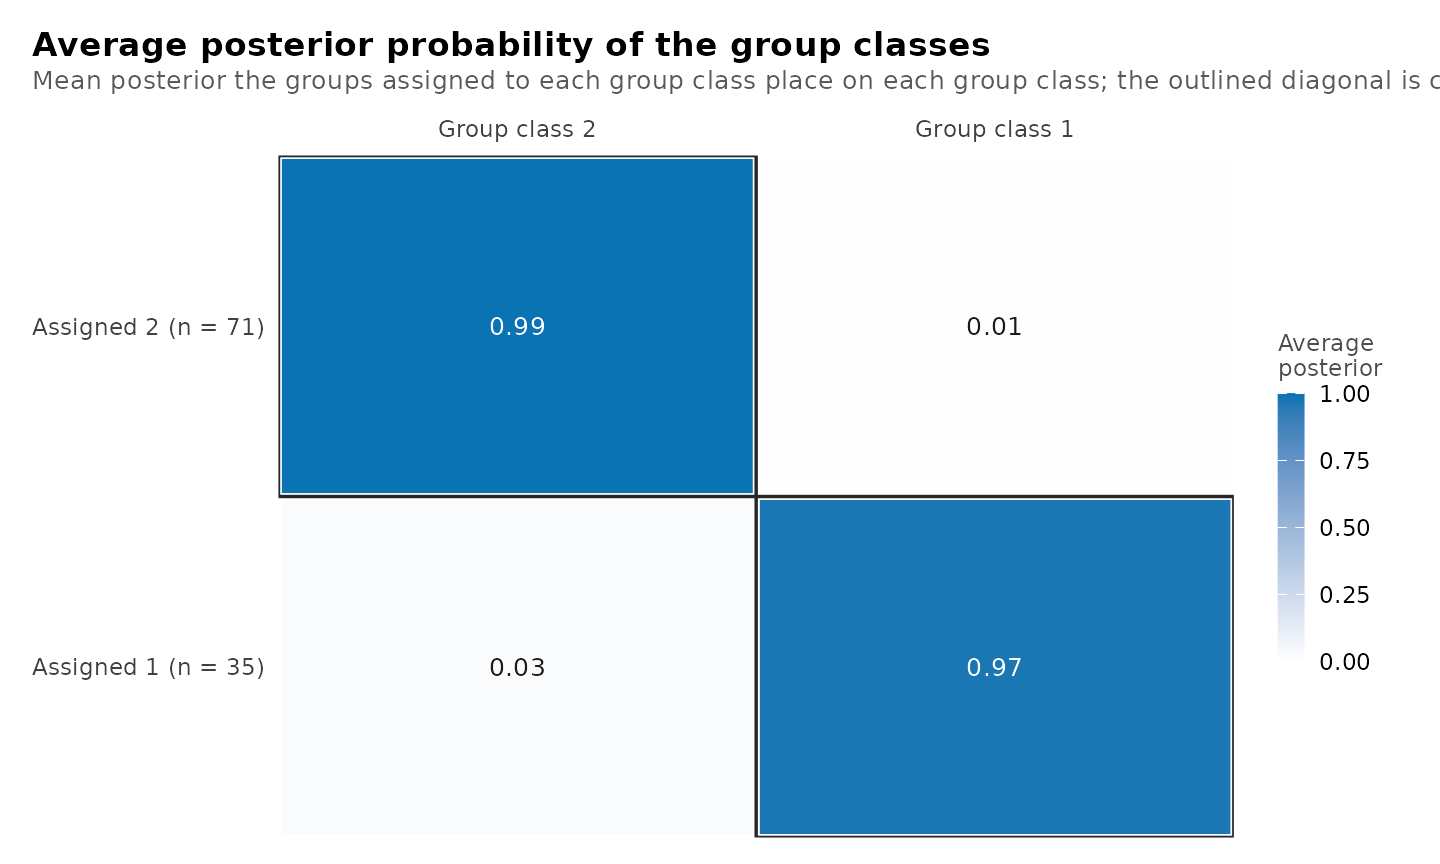 Average posterior probability of the group classes
Mean posterior the groups assigned to each group class place on each group class; the outlined diagonal is c
Group class 2 Group class 1
Assigned 2 (n = 71) 0.99 0.01
Average
posterior
1.00
0.75
0.50
0.25
0.00
Assigned 1 (n = 35) 0.03 0.97